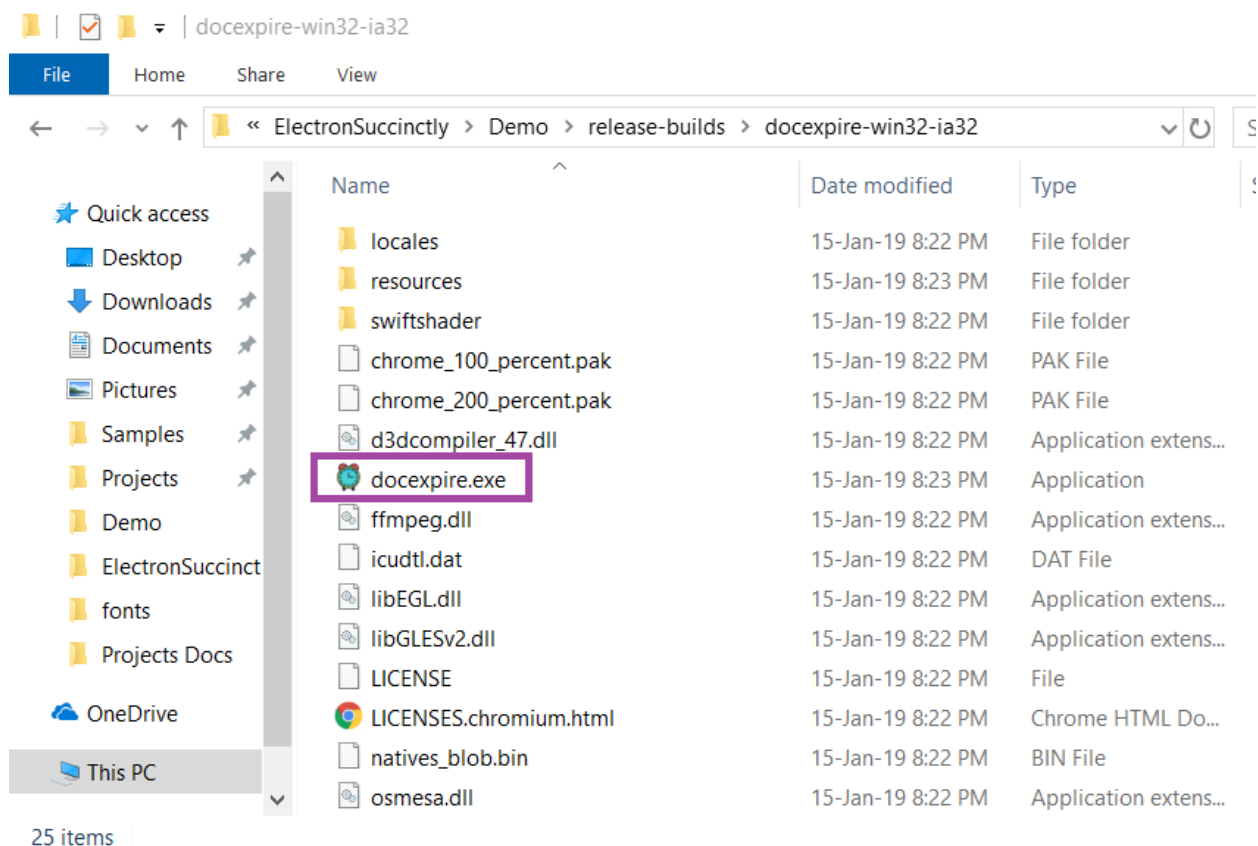 docexpire-win32-ia32
File Home Share View
« ElectronSuccinctly > Demo > release-builds > docexpire-win32-ia32
Name Date modified Type
Quick access
Desktop
Downloads
Documents
Pictures
Samples
Projects
Demo
ElectronSuccinct
fonts
Projects Docs
OneDrive
This PC
locales 15-Jan-19 8:22 PM File folder
resources 15-Jan-19 8:23 PM File folder
swiftshader 15-Jan-19 8:22 PM File folder
chrome_100_percent.pak 15-Jan-19 8:22 PM PAK File
chrome_200_percent.pak 15-Jan-19 8:22 PM PAK File
d3dcompiler_47.dll 15-Jan-19 8:22 PM Application extens...
docexpire.exe 15-Jan-19 8:23 PM Application
ffmpeg.dll 15-Jan-19 8:22 PM Application extens...
icudtl.dat 15-Jan-19 8:22 PM DAT File
libEGL.dll 15-Jan-19 8:22 PM Application extens...
libGLESv2.dll 15-Jan-19 8:22 PM Application extens...
LICENSE 15-Jan-19 8:22 PM File
LICENSES.chromium.html 15-Jan-19 8:22 PM Chrome HTML Do...
natives_blob.bin 15-Jan-19 8:22 PM BIN File
osmesa.dll 15-Jan-19 8:22 PM Application extens...
25 items